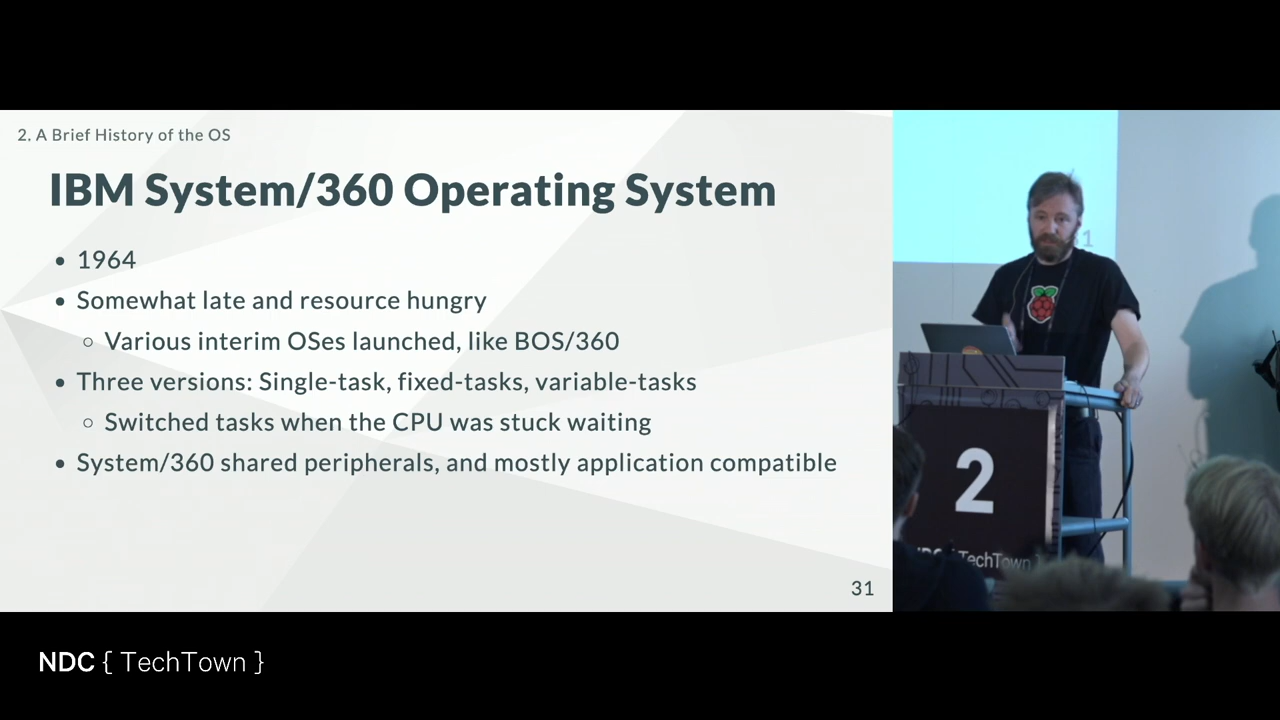 2. A Brief History of the OS
IBM System/360 Operating System
• 1964
• Somewhat late and resource hungry
○ Various interim OSes launched, like BOS/360
• Three versions: Single-task, fixed-tasks, variable-tasks
○ Switched tasks when the CPU was stuck waiting
• System/360 shared peripherals, and mostly application compatible
31
31
2
{ TechTown }
NDC { TechTown }